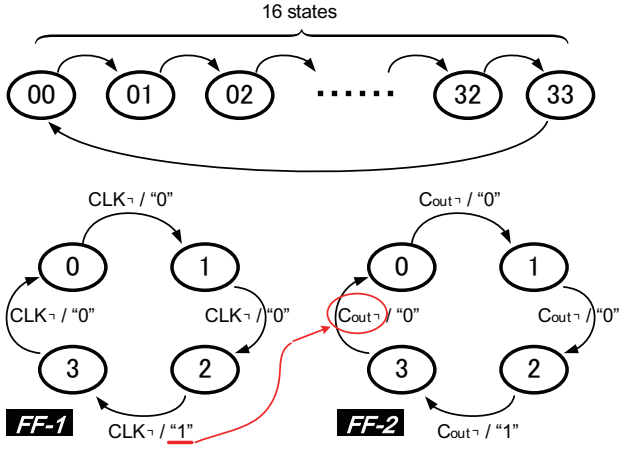 16 states
00 01 02 ...... 32 33
CLK¬ / “0” Cout¬ / “0”
0 1 0 1
CLK¬ / “0” CLK¬ / “0” Cout¬ / “0” Cout¬ / “0”
3 2 3 2
FF-1 CLK¬ / “1” FF-2 Cout¬ / “1”